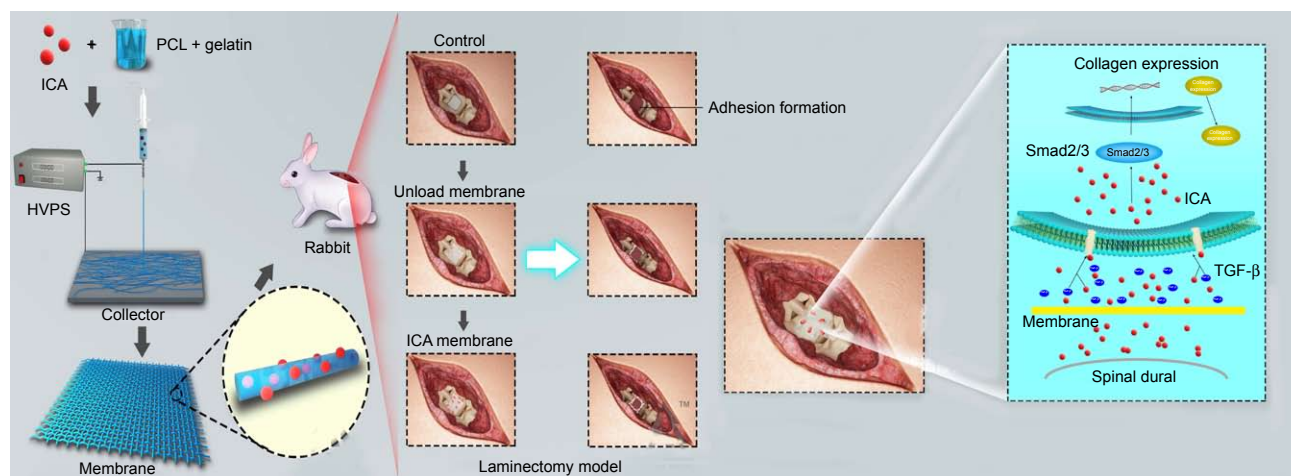 ICA
+
PCL + gelatin
HVPS
Collector
Membrane
Rabbit
Control
Unload membrane
ICA membrane
Adhesion formation
TM
Laminectomy model
Collagen expression
Collagen
expression
Collagen
expression
Smad2/3
Smad2/3
ICA
TGF-β
Membrane
Spinal dural